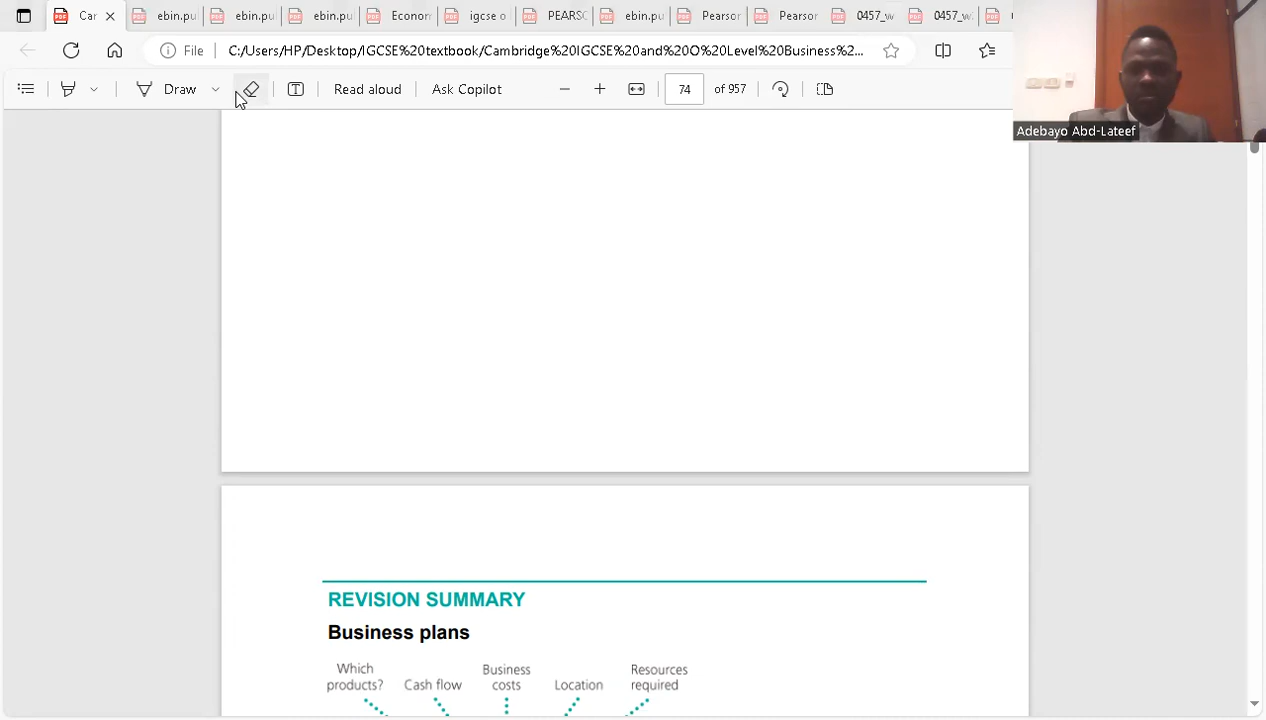 Car
ebin.pu
ebin.pu
ebin.pu
Econom
igcse o
PEARSO
ebin.pu
Pearsor
Pearsor
0457_w
0457_w
File
C:/Users/HP/Desktop/IGCSE%20textbook/Cambridge%20IGCSE%20and%20O%20Level%20Business%2...
Draw
Read aloud
Ask Copilot
74
of 957
Adebayo Abd-Lateef
REVISION SUMMARY
Business plans
Which products?
Cash flow
Business costs
Location
Resources required